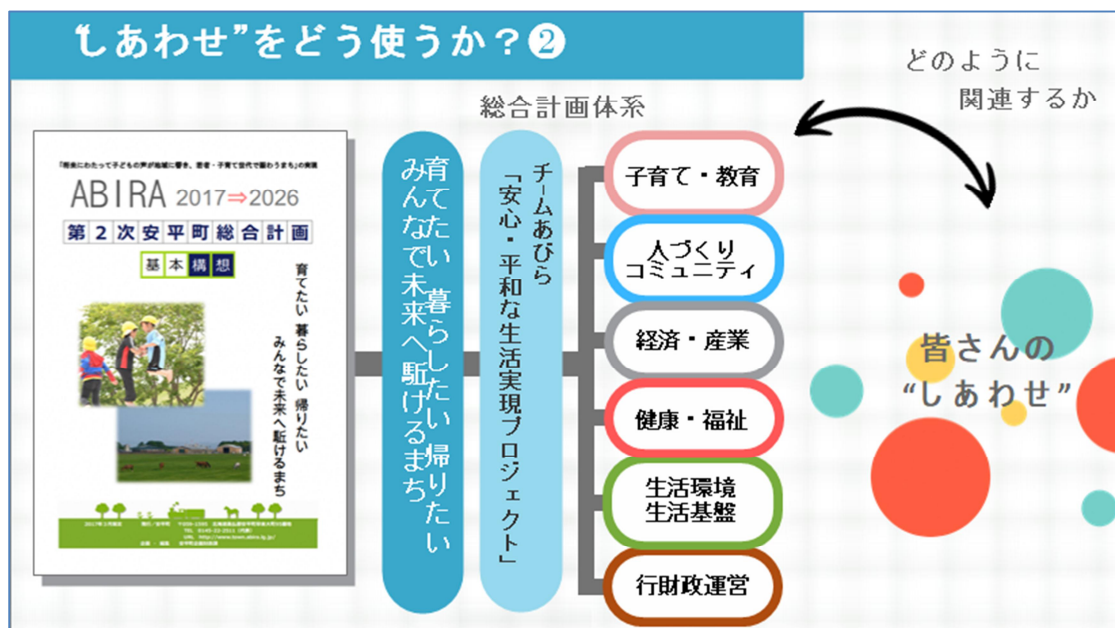 “しあわせ”をどう使うか？❷
どのように
関連するか
総合計画体系
「将来にわたって子どもの声が地域に響き、若者・子育て世代で賑わうまち」の実現
ABIRA 2017⇒2026
第2次安平町総合計画
基本構想
育てたい 暮らしたい 帰りたい
みんなで未来へ駈けるまち
育てたい 暮らしたい 帰りたい
みんなで未来へ駈けるまち
チームあびら
「安心・平和な生活実現プロジェクト」
子育て・教育
人づくり
コミュニティ
経済・産業
健康・福祉
生活環境
生活基盤
行財政運営
皆さんの
“しあわせ”